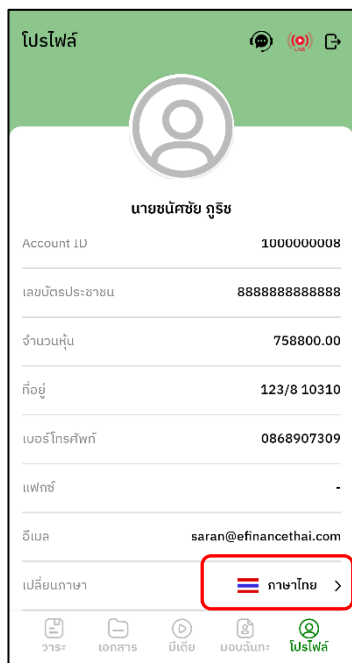 โปรไฟล์
LIVE
นายชนัศชัย ภูริช
Account ID 1000000008
เลขบัตรประชาชน 8888888888888
จำนวนหุ้น 758800.00
ที่อยู่ 123/8 10310
เบอร์โทรศัพท์ 0868907309
แฟกซ์ -
อีเมล saran@efinancethai.com
เปลี่ยนภาษา ภาษาไทย
วาระ เอกสาร มีเดีย มอบฉันทะ โปรไฟล์